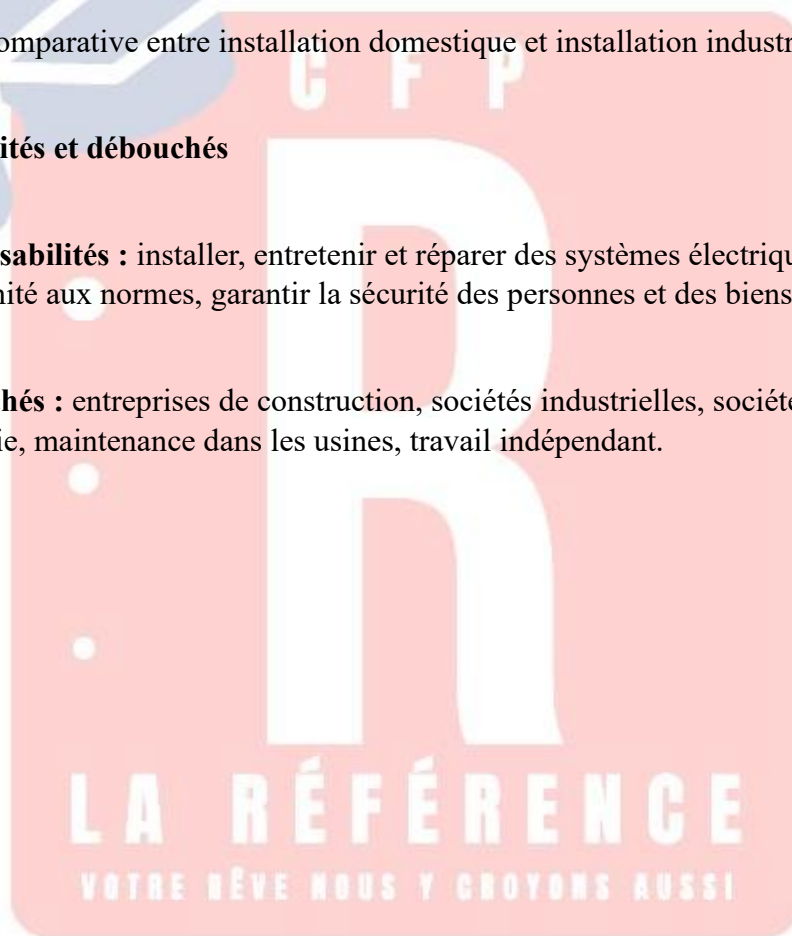 omparative entre installation domestique et installation industr
C F P
ités et débouchés
sabilités : installer, entretenir et réparer des systèmes électriqu
nité aux normes, garantir la sécurité des personnes et des biens
hés : entreprises de construction, sociétés industrielles, société
ie, maintenance dans les usines, travail indépendant.
R
LA RÉFÉRENCE
VOTRE RÊVE NOUS Y CROYONS AUSSI